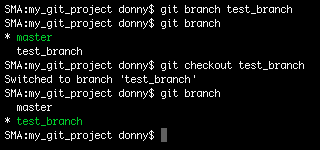 SMA:my_git_project donny$ git branch test_branch
SMA:my_git_project donny$ git branch
* master
  test_branch
SMA:my_git_project donny$ git checkout test_branch
Switched to branch 'test_branch'
SMA:my_git_project donny$ git branch
  master
* test_branch
SMA:my_git_project donny$